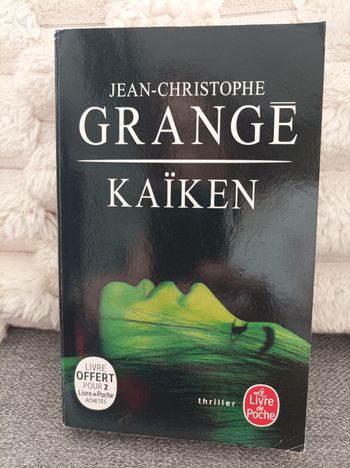 JEAN-CHRISTOPHE
GRANGÉ
KAÏKEN
LIVRE
OFFERT
POUR 2
Livre de Poche
ACHETÉS
thriller
Le
Livre
de
Poche